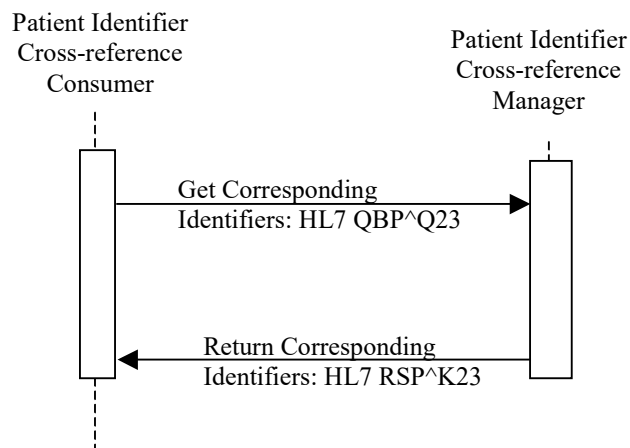 Patient Identifier
Cross-reference
Consumer
Patient Identifier
Cross-reference
Manager
Get Corresponding
Identifiers: HL7 QBP^Q23
Return Corresponding
Identifiers: HL7 RSP^K23